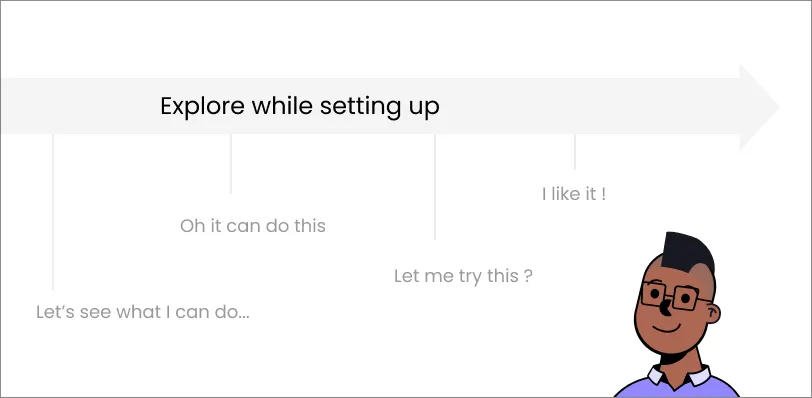 Explore while setting up
I like it !
Oh it can do this
Let me try this ?
Let’s see what I can do...